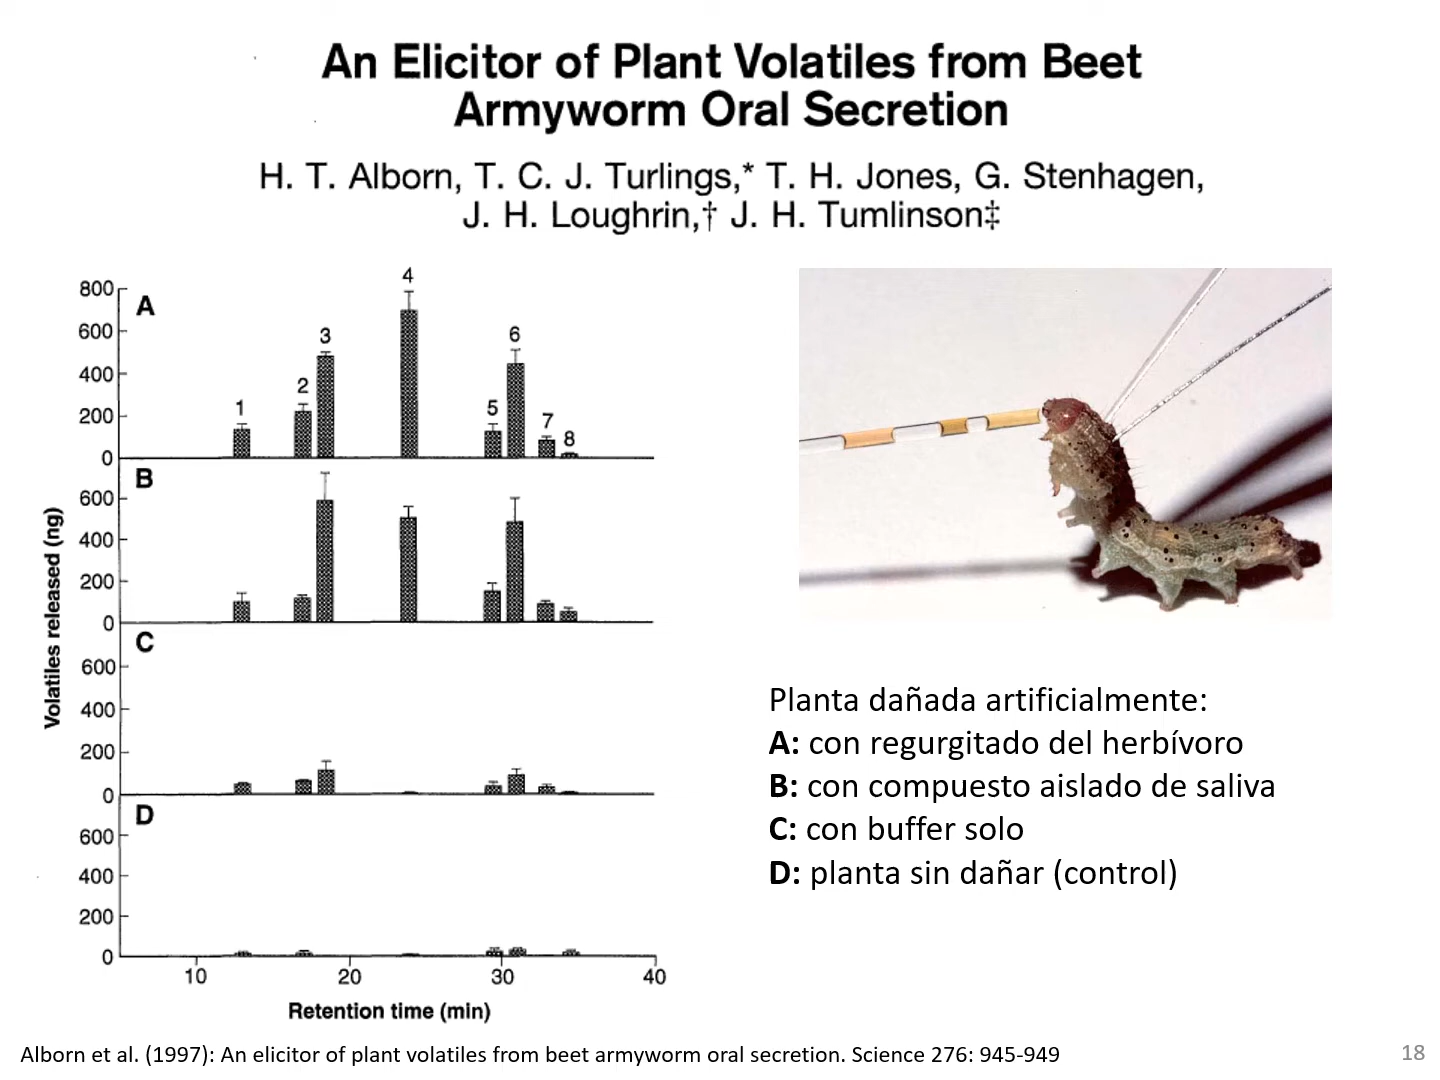 An Elicitor of Plant Volatiles from Beet
Armyworm Oral Secretion
H. T. Alborn, T. C. J. Turlings,* T. H. Jones, G. Stenhagen,
J. H. Loughrin,† J. H. Tumlinson‡
Volatiles released (ng)
A
800
600
400
200
0
1
2
3
4
5
6
7
8
B
600
400
200
0
C
600
400
200
0
D
600
400
200
0
10 20 30 40
Retention time (min)
Planta dañada artificialmente:
A: con regurgitado del herbívoro
B: con compuesto aislado de saliva
C: con buffer solo
D: planta sin dañar (control)
Alborn et al. (1997): An elicitor of plant volatiles from beet armyworm oral secretion. Science 276: 945-949
18